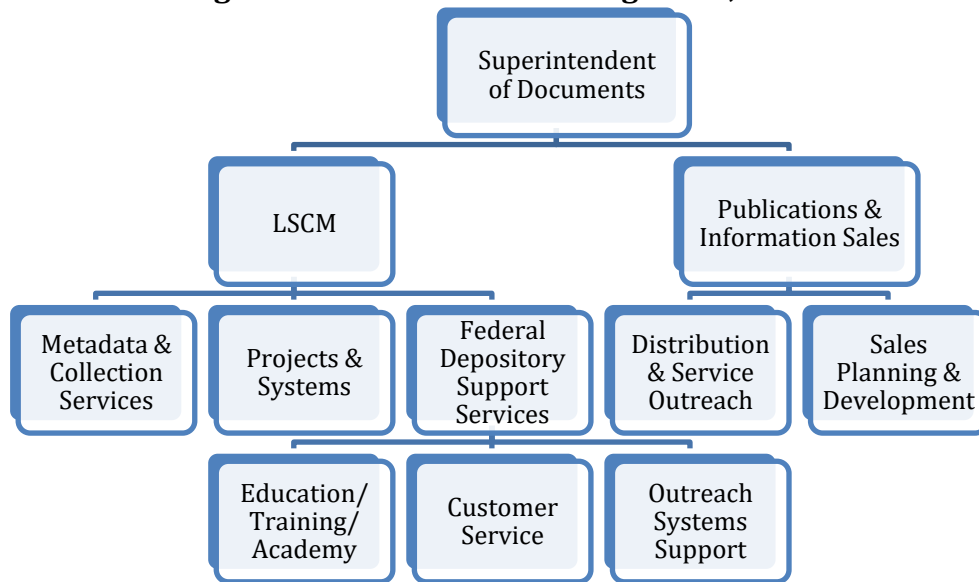 Superintendent
of Documents
LSCM
Publications &
Information Sales
Metadata &
Collection
Services
Projects &
Systems
Federal
Depository
Support
Services
Distribution
& Service
Outreach
Sales
Planning &
Development
Education/
Training/
Academy
Customer
Service
Outreach
Systems
Support